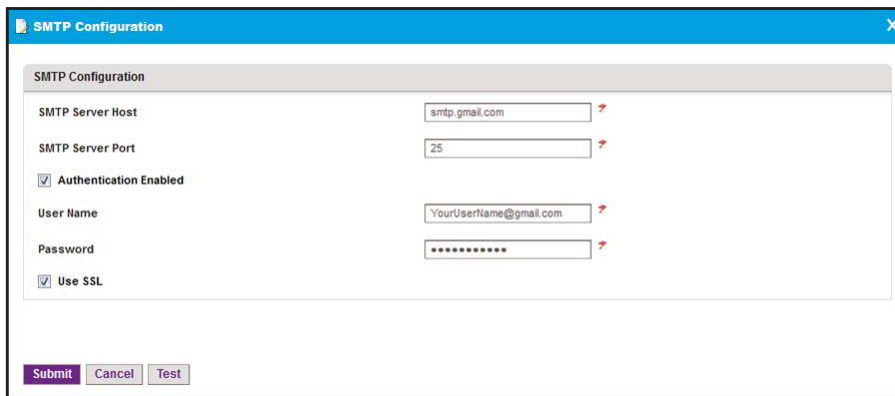 SMTP Configuration
X
SMTP Configuration
SMTP Server Host smtp.gmail.com
SMTP Server Port 25
Authentication Enabled
User Name YourUserName@gmail.com
Password •••••••••••
Use SSL
Submit Cancel Test